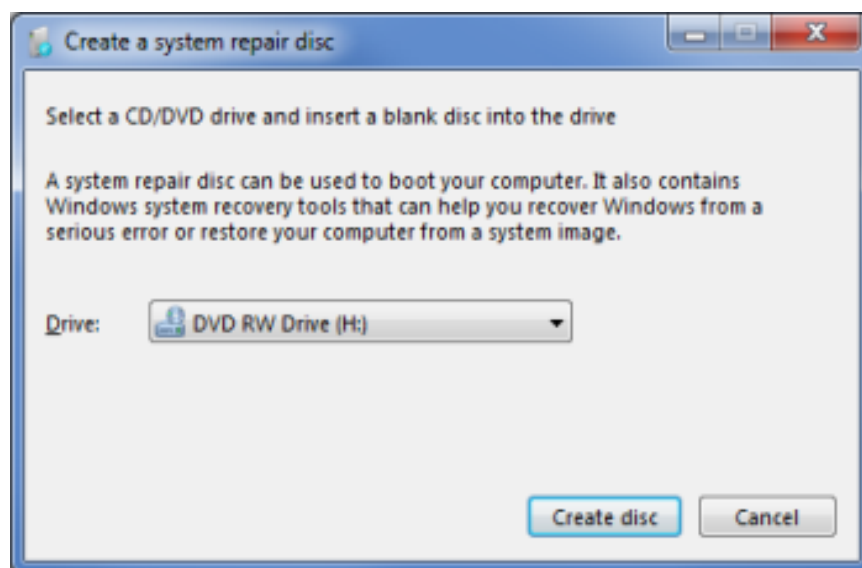 Create a system repair disc
Select a CD/DVD drive and insert a blank disc into the drive
A system repair disc can be used to boot your computer. It also contains
Windows system recovery tools that can help you recover Windows from a
serious error or restore your computer from a system image.
Drive: DVD RW Drive (H:)
Create disc Cancel